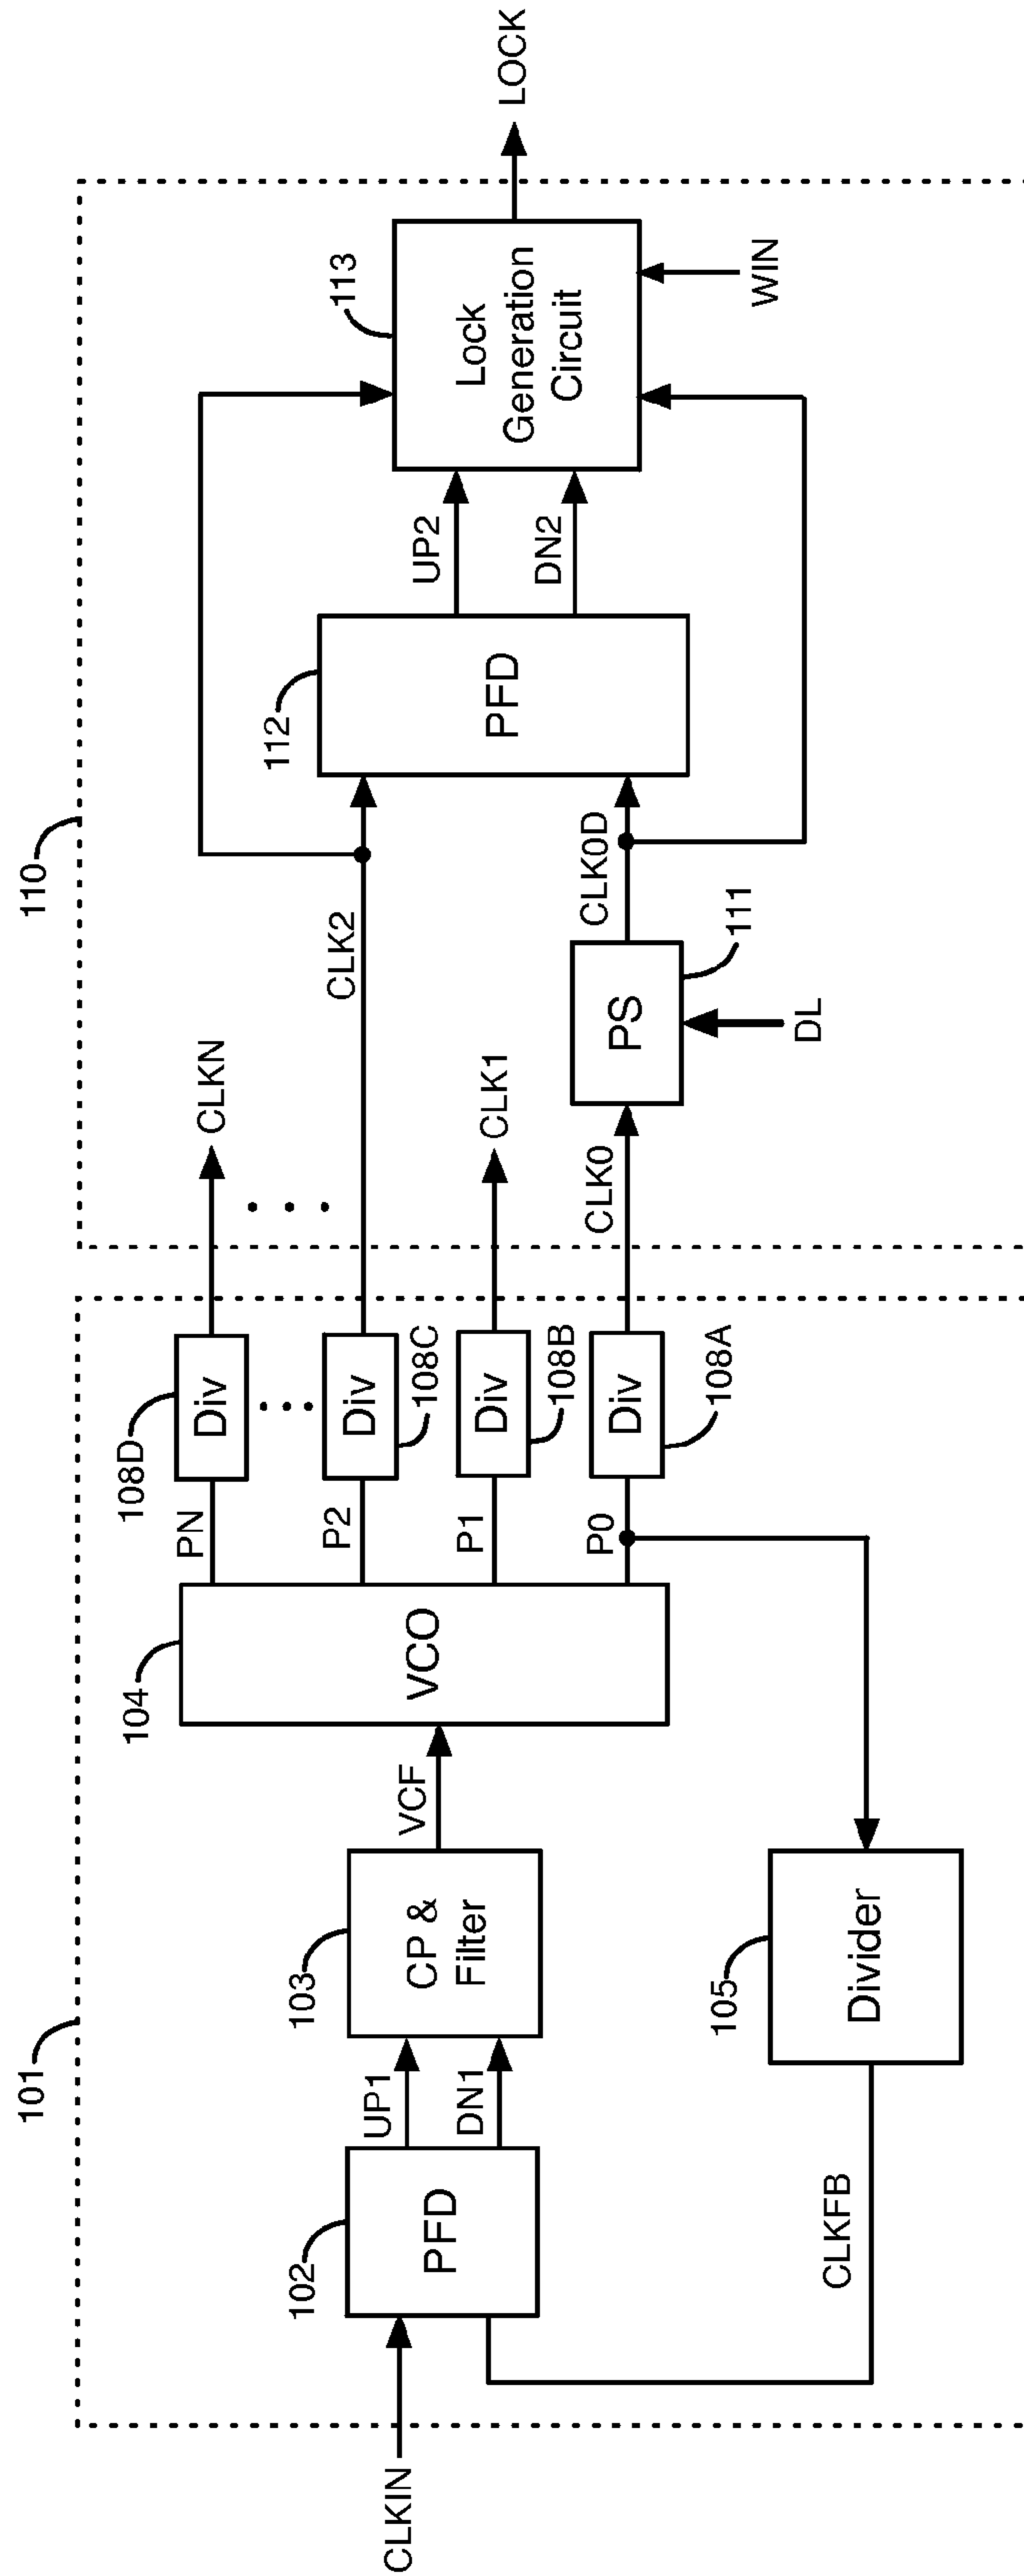 101
CLKIN
102
PFD
UP1
DN1
103
CP &
Filter
VCF
104
VCO
CLKFB
105
Divider
PN
P2
P1
P0
108D
Div
Div
108C
Div
108B
Div
108A
110
CLKN
CLK2
CLK1
CLK0
PS
111
DL
CLK0D
112
PFD
UP2
DN2
113
Lock
Generation
Circuit
WIN
LOCK